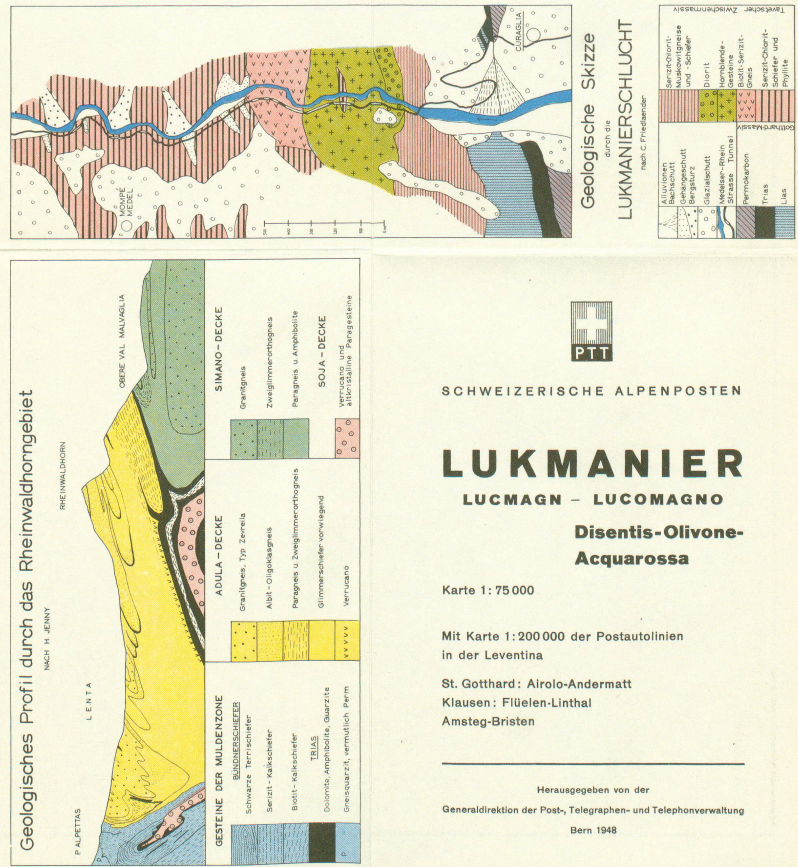 Geologische Skizze
durch die
LUKMANIERSCHLUCHT
nach C. Friedlaender
MOMPÉ
MEDEL
CURAGLIA
Alluvionen
Bachschutt
Gehängeschutt
Bergsturz
Glazialschutt
Medelser-Rhein
Strasse Tunnel
Permokarbon
Trias
Lias
Gotthard-Massiv
Serizit-Chlorit-
Muskowitgneise
und -Schiefer
Diorit
Hornblende-
Gesteine
Biotit-Serizit-
Gneis
Serizit-Chlorit-
Schiefer und
Phyllite
Tavetscher Zwischenmassiv
Geologisches Profil durch das Rheinwaldhorngebiet
NACH H. JENNY
P. ALPETTAS
LENTA
RHEINWALDHORN
OBERE VAL MALVAGLIA
GESTEINE DER MULDENZONE
BÜNDNERSCHIEFER
Schwarze Terrischiefer
Serizit-Kalkschiefer
Biotit-Kalkschiefer
TRIAS
Dolomite, Amphibolite, Quarzite
Gneisquarzit, vermutlich Perm
P
ADULA-DECKE
Granitgneis, Typ Zevreila
Albit-Oligoklasgneis
Paragneis u. Zweiglimmerorthogneis
Glimmerschiefer vorwiegend
Verrucano
SIMANO-DECKE
Granitgneis
Zweiglimmerorthogneis
Paragneis u. Amphibolite
SOJA-DECKE
Verrucano und
altkristalline Paragesteine
PTT
SCHWEIZERISCHE ALPENPOSTEN
LUKMANIER
LUCMAGN – LUCOMAGNO
Disentis-Olivone-
Acquarossa
Karte 1:75000
Mit Karte 1:200000 der Postautolinien
in der Leventina
St. Gotthard: Airolo-Andermatt
Klausen: Flüelen-Linthal
Amsteg-Bristen
Herausgegeben von der
Generaldirektion der Post-, Telegraphen- und Telephonverwaltung
Bern 1948